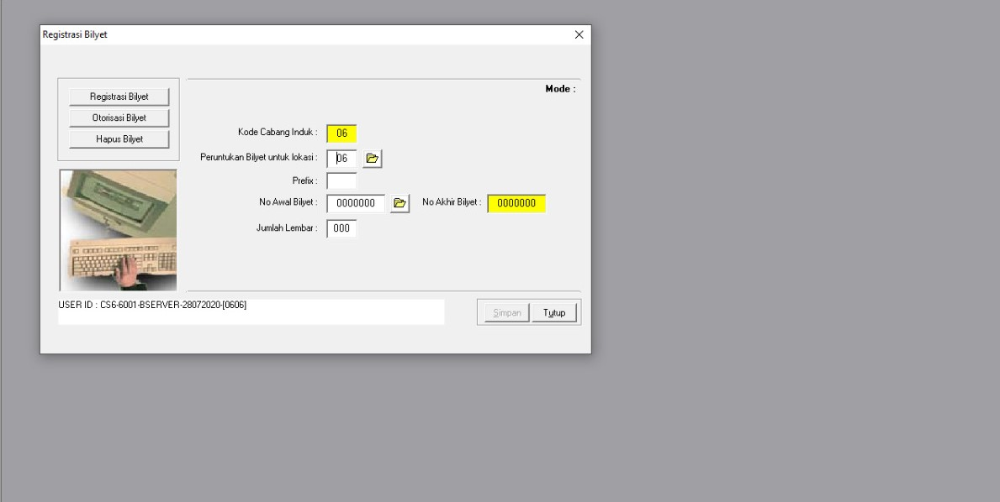 Registrasi Bilyet
Registrasi Bilyet
Otorisasi Bilyet
Hapus Bilyet
Mode :
Kode Cabang Induk : 06
Peruntukan Bilyet untuk lokasi : 06
Prefix :
No Awal Bilyet : 0000000 No Akhir Bilyet : 0000000
Jumlah Lembar : 000
USER ID : CS6-6001-BSERVER-28072020-[0606]
Simpan Tutup